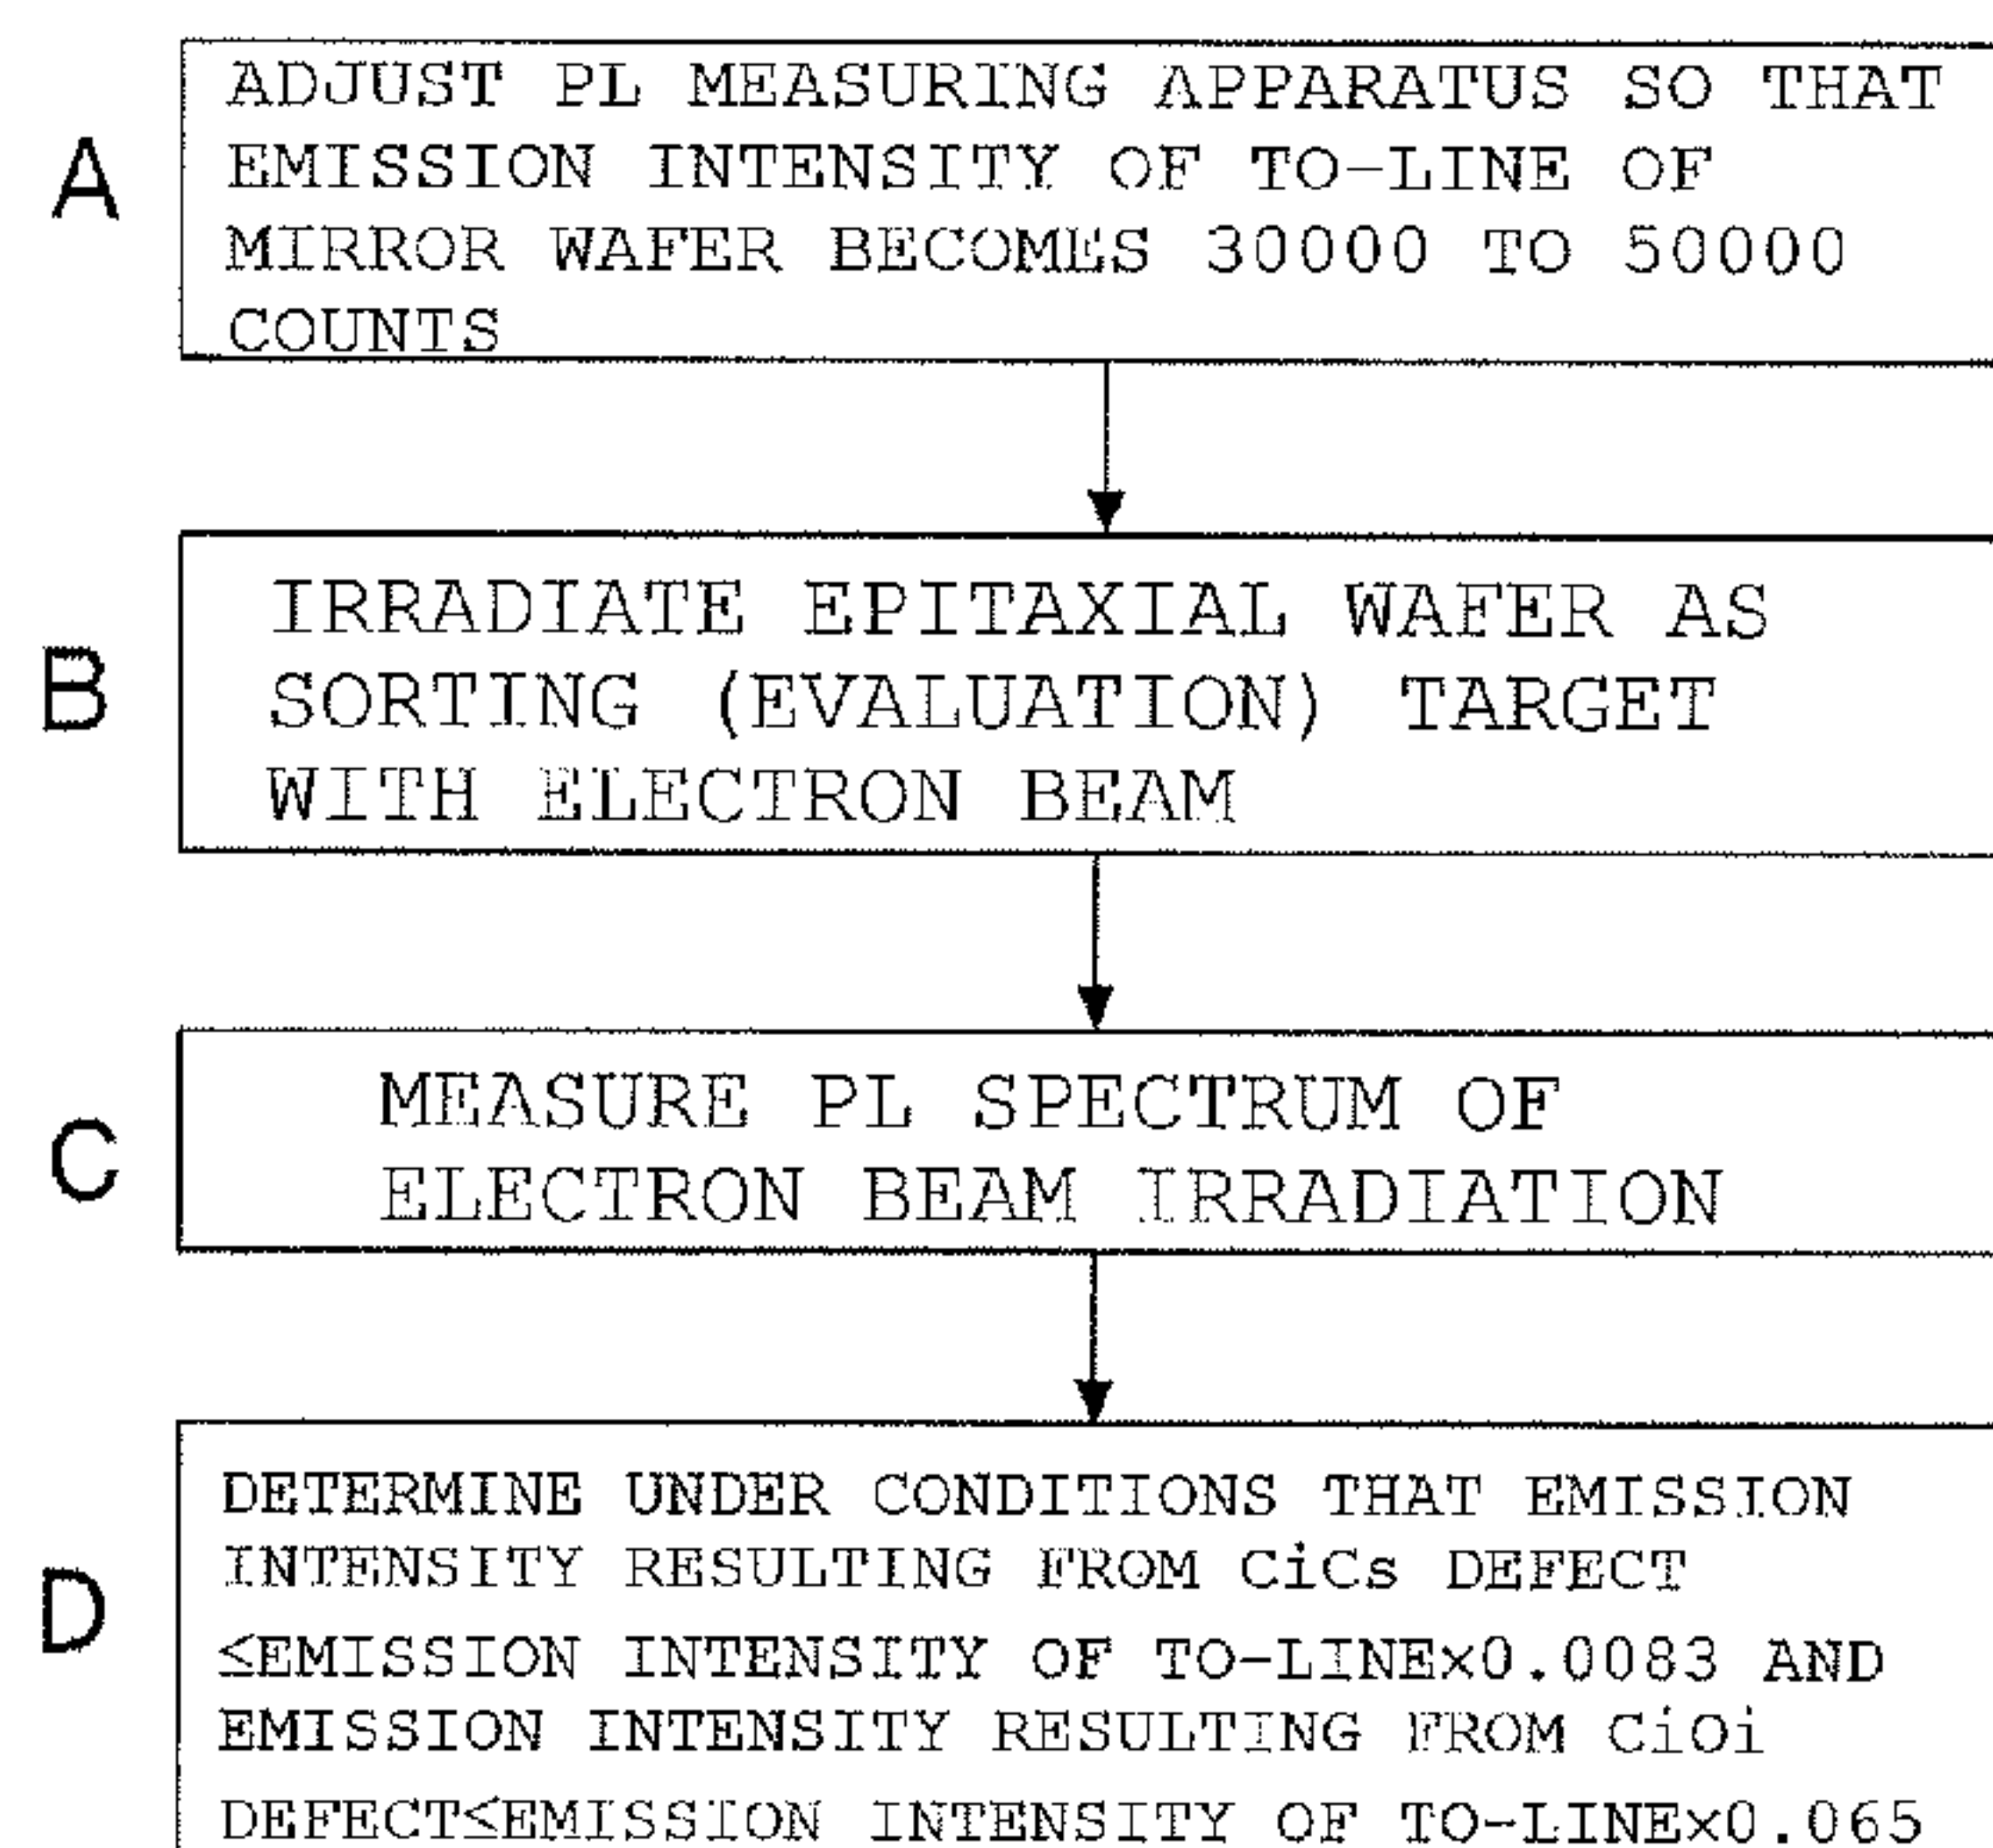 A
ADJUST PL MEASURING APPARATUS SO THAT
EMISSION INTENSITY OF TO-LINE OF
MIRROR WAFER BECOMES 30000 TO 50000
COUNTS
B
IRRADIATE EPITAXIAL WAFER AS
SORTING (EVALUATION) TARGET
WITH ELECTRON BEAM
C
MEASURE PL SPECTRUM OF
ELECTRON BEAM IRRADIATION
D
DETERMINE UNDER CONDITIONS THAT EMISSION
INTENSITY RESULTING FROM CiCs DEFECT
≤EMISSION INTENSITY OF TO-LINE×0.0083 AND
EMISSION INTENSITY RESULTING FROM CiOi
DEFECT≤EMISSION INTENSITY OF TO-LINE×0.065